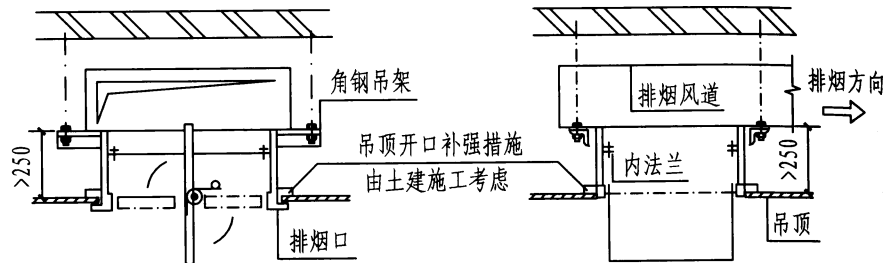 角钢吊架
排烟风道
排烟方向
吊顶开口补强措施
由土建施工考虑
内法兰
>250
>250
排烟口
吊顶